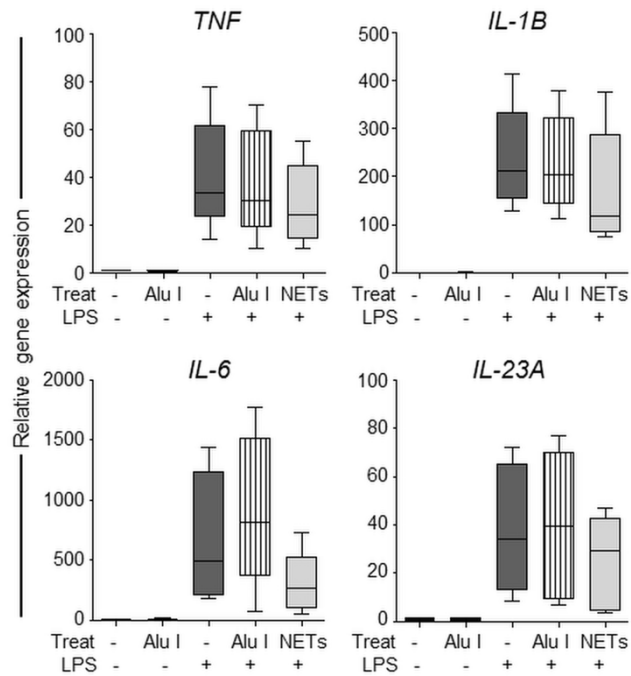 TNF
100
80
60
40
20
0
Treat - Alu I - Alu I NETs
LPS - - + + +
IL-1B
500
400
300
200
100
0
- Alu I - Alu I NETs
- - + + +
Relative gene expression
IL-6
2000
1500
1000
500
0
Treat - Alu I - Alu I NETs
LPS - - + + +
IL-23A
100
80
60
40
20
0
Treat - Alu I - Alu I NETs
LPS - - + + +